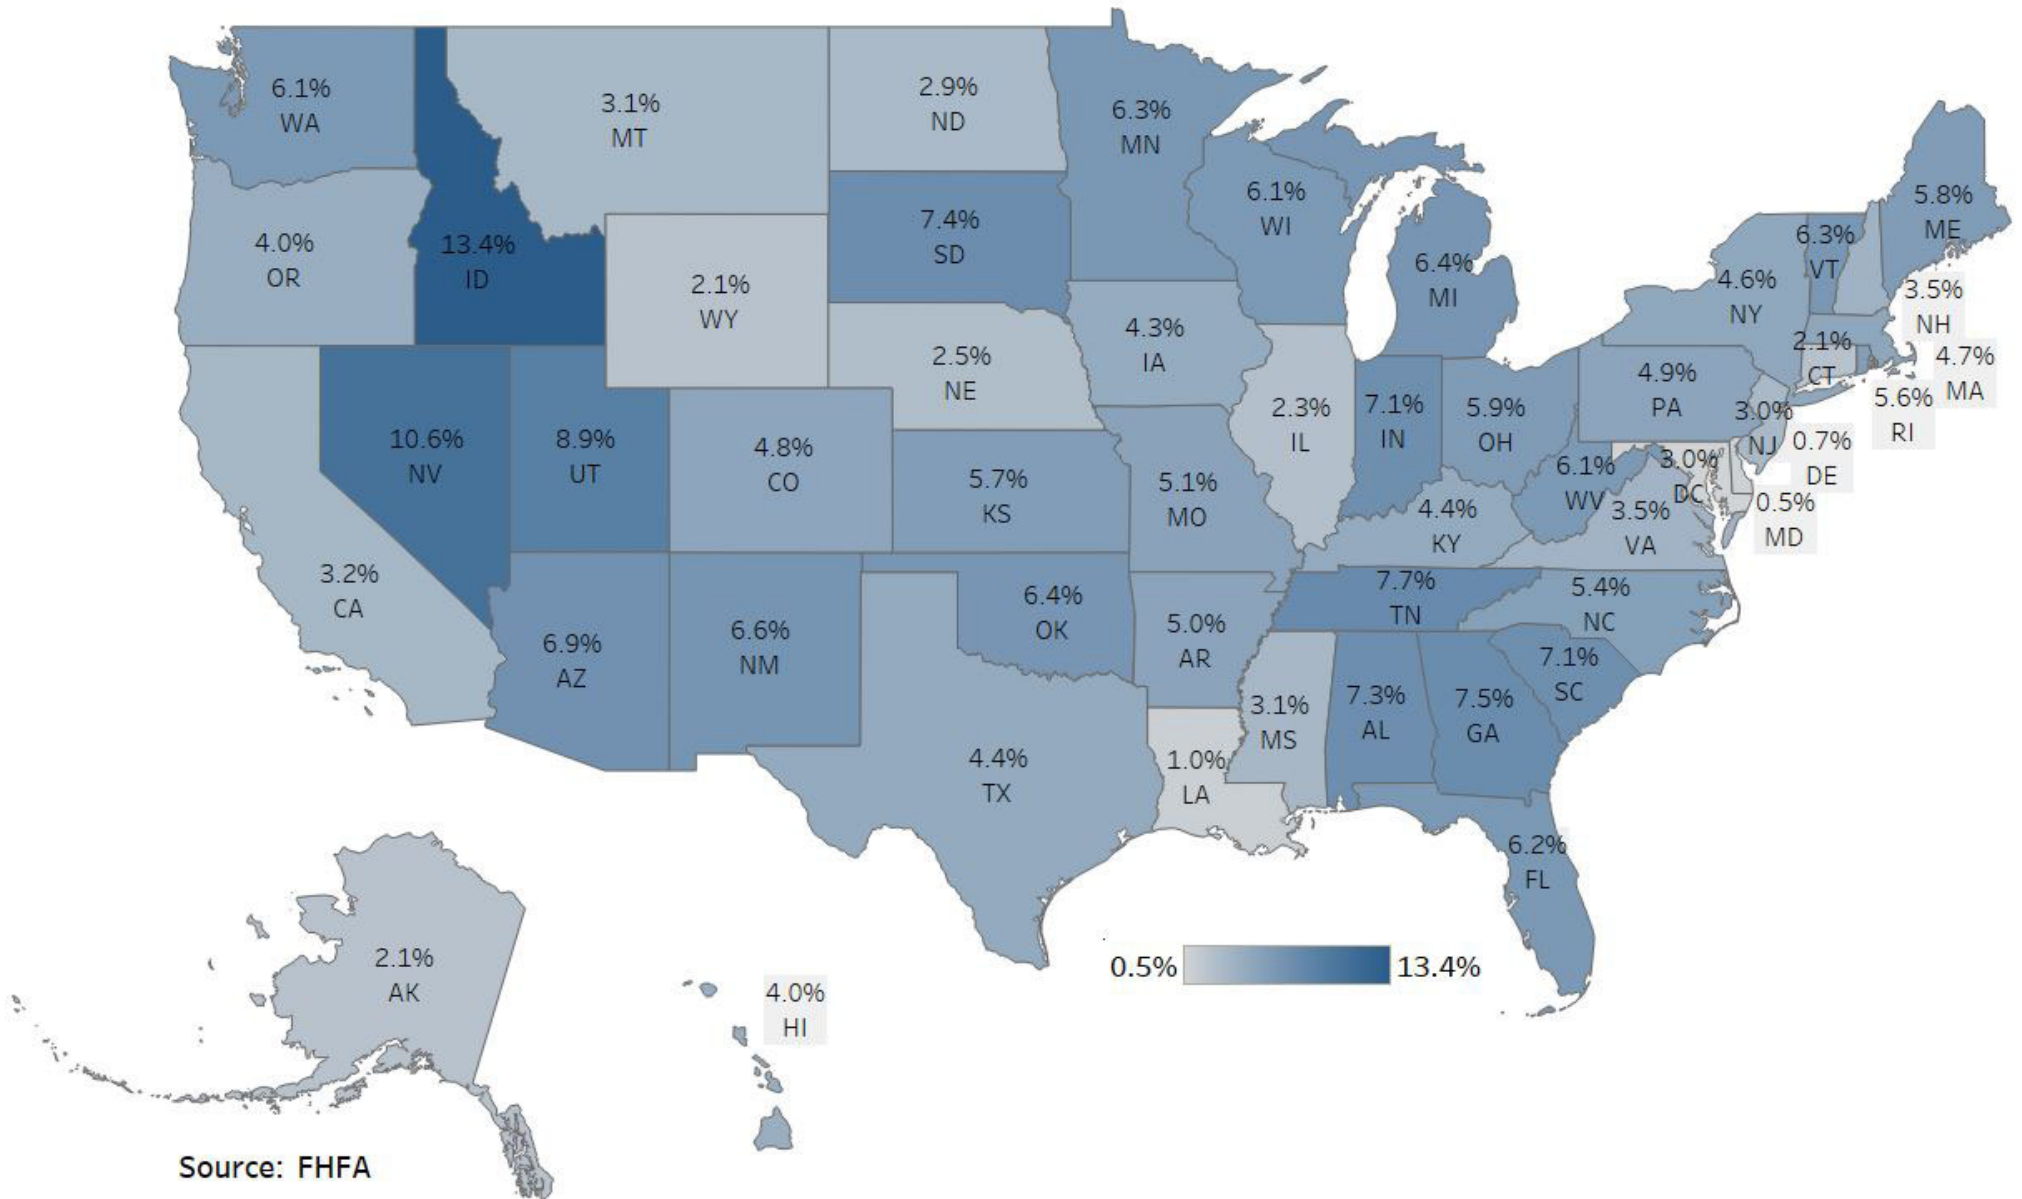 6.1%
WA
3.1%
MT
2.9%
ND
6.3%
MN
4.0%
OR
13.4%
ID
2.1%
WY
7.4%
SD
6.1%
WI
6.4%
MI
5.8%
ME
6.3%
VT
4.6%
NY
3.5%
NH
4.7%
MA
2.1%
CT
5.6%
RI
4.3%
IA
2.5%
NE
10.6%
NV
8.9%
UT
4.8%
CO
5.7%
KS
5.1%
MO
2.3%
IL
7.1%
IN
5.9%
OH
4.9%
PA
3.0%
NJ
0.7%
DE
6.1%
WV
3.0%
DC
0.5%
MD
3.5%
VA
4.4%
KY
3.2%
CA
6.9%
AZ
6.6%
NM
6.4%
OK
5.0%
AR
7.7%
TN
5.4%
NC
7.1%
SC
3.1%
MS
7.3%
AL
7.5%
GA
4.4%
TX
1.0%
LA
6.2%
FL
2.1%
AK
4.0%
HI
0.5% 13.4%
Source: FHFA